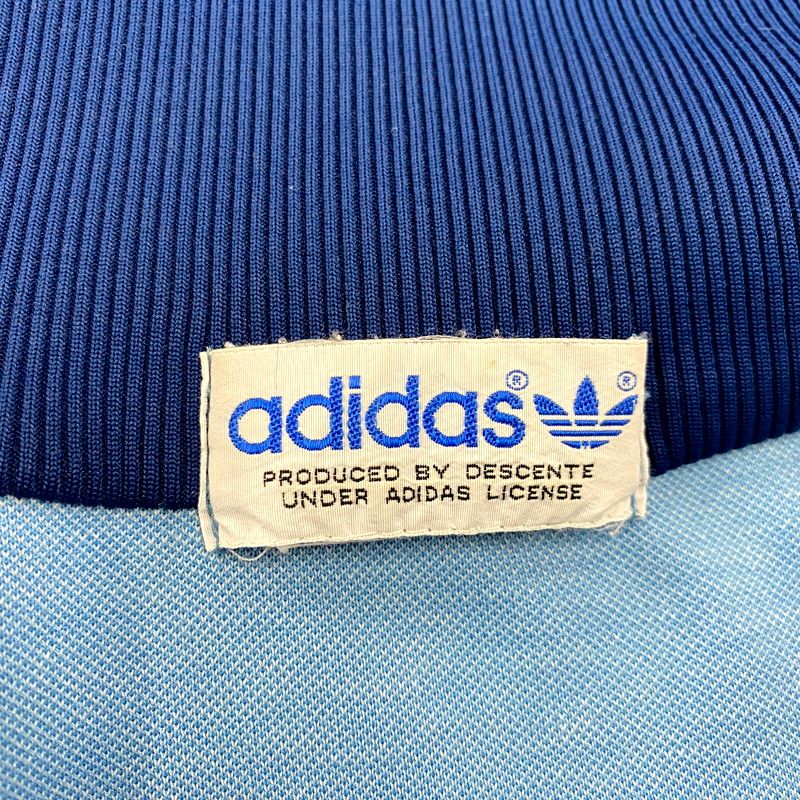 adidas® ®
PRODUCED BY DESCENTE
UNDER ADIDAS LICENSE